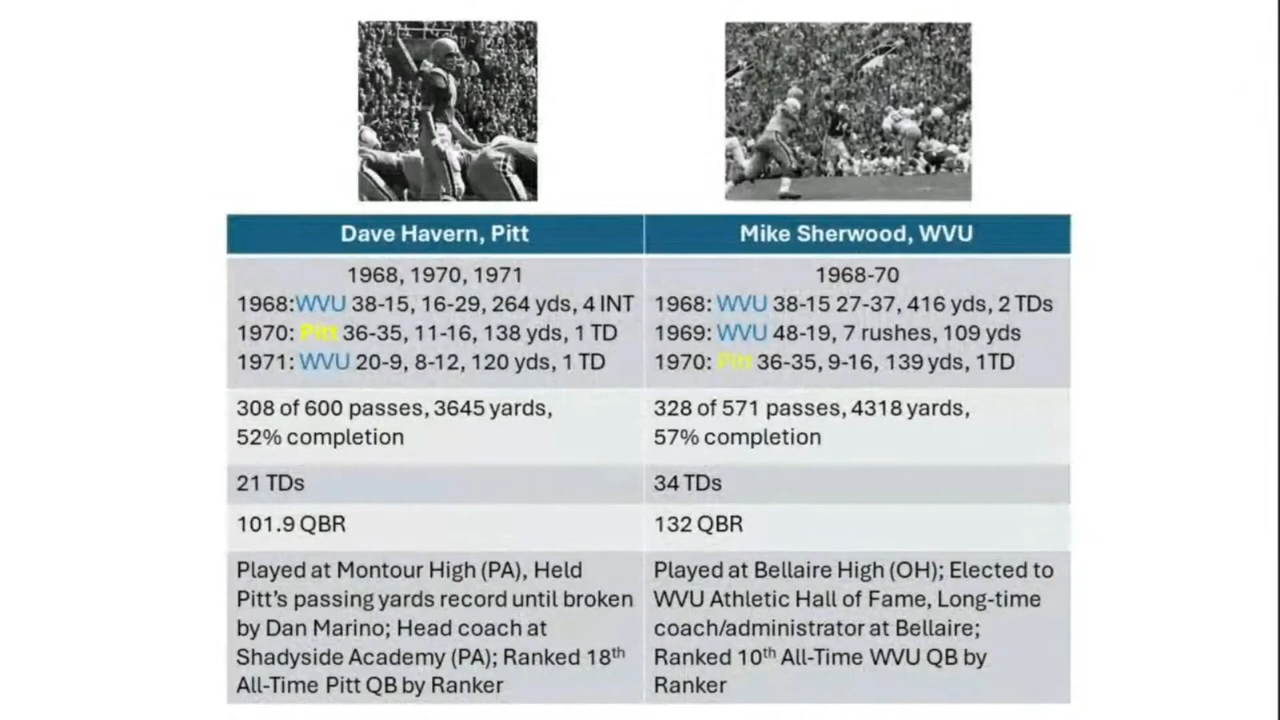 Dave Havern, Pitt
1968, 1970, 1971
1968:WVU 38-15, 16-29, 264 yds, 4 INT
1970: Pitt 36-35, 11-16, 138 yds, 1 TD
1971: WVU 20-9, 8-12, 120 yds, 1 TD
308 of 600 passes, 3645 yards,
52% completion
21 TDs
101.9 QBR
Played at Montour High (PA), Held
Pitt’s passing yards record until broken
by Dan Marino; Head coach at
Shadyside Academy (PA); Ranked 18th
All-Time Pitt QB by Ranker
Mike Sherwood, WVU
1968-70
1968: WVU 38-15 27-37, 416 yds, 2 TDs
1969: WVU 48-19, 7 rushes, 109 yds
1970: Pitt 36-35, 9-16, 139 yds, 1TD
328 of 571 passes, 4318 yards,
57% completion
34 TDs
132 QBR
Played at Bellaire High (OH); Elected to
WVU Athletic Hall of Fame, Long-time
coach/administrator at Bellaire;
Ranked 10th All-Time WVU QB by
Ranker